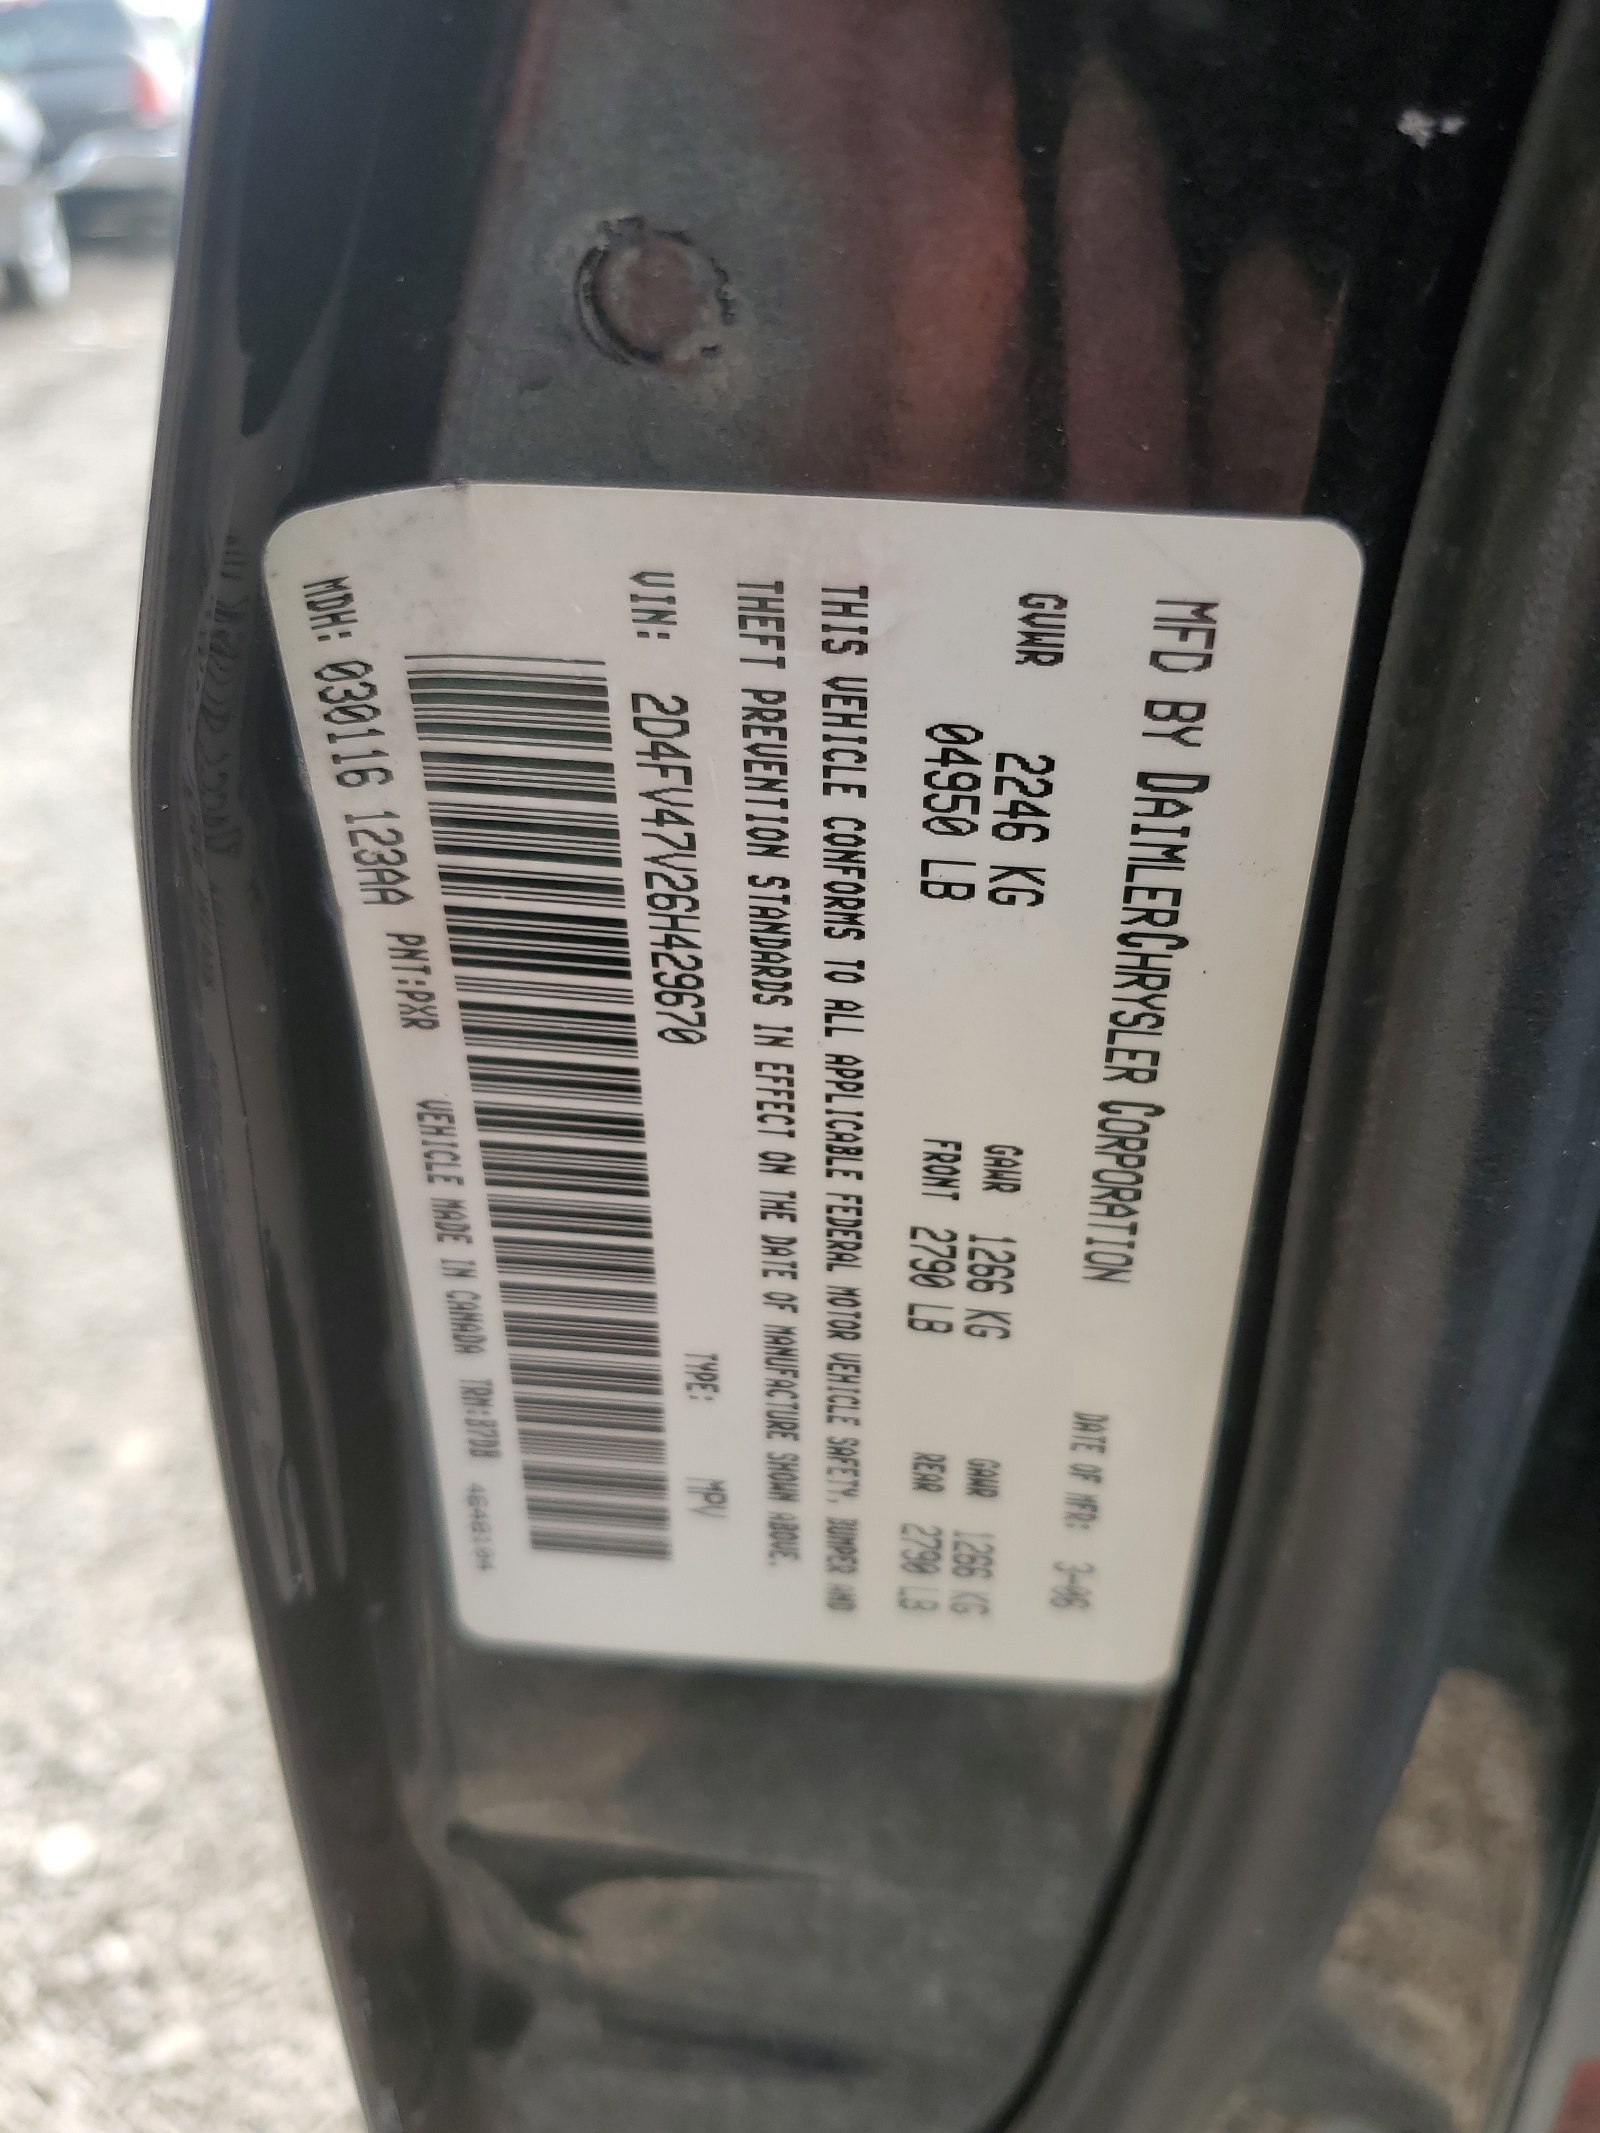 MFD BY DAIMLERCHRYSLER CORPORATION DATE OF MFR: 3-06
GVWR 2246 KG GAWR 1266 KG GAWR 1266 KG
04950 LB FRONT 2790 LB REAR 2790 LB
THIS VEHICLE CONFORMS TO ALL APPLICABLE FEDERAL MOTOR VEHICLE SAFETY, BUMPER AND
THEFT PREVENTION STANDARDS IN EFFECT ON THE DATE OF MANUFACTURE SHOWN ABOVE.
VIN: 2D4FV47V26H429670 TYPE: MPV
MDH: 030116 123AA PNT:PXR VEHICLE MADE IN CANADA